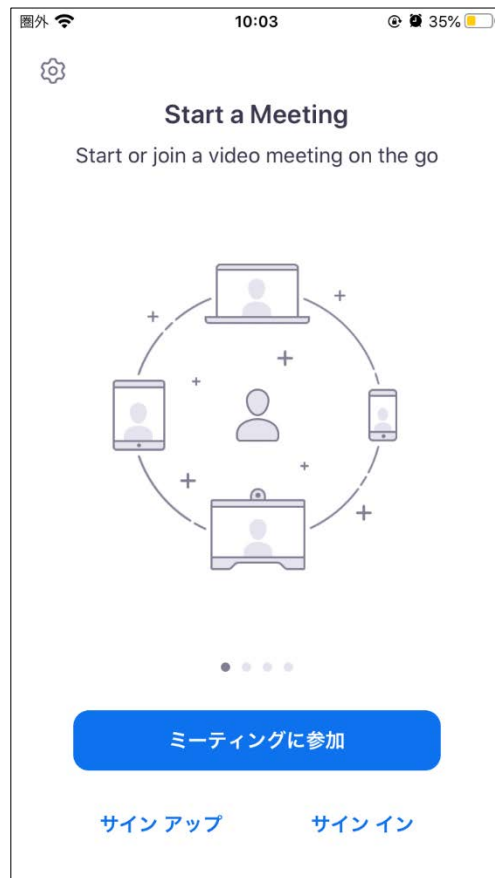 圏外 10:03 35%
Start a Meeting
Start or join a video meeting on the go
ミーティングに参加
サイン アップ サイン イン